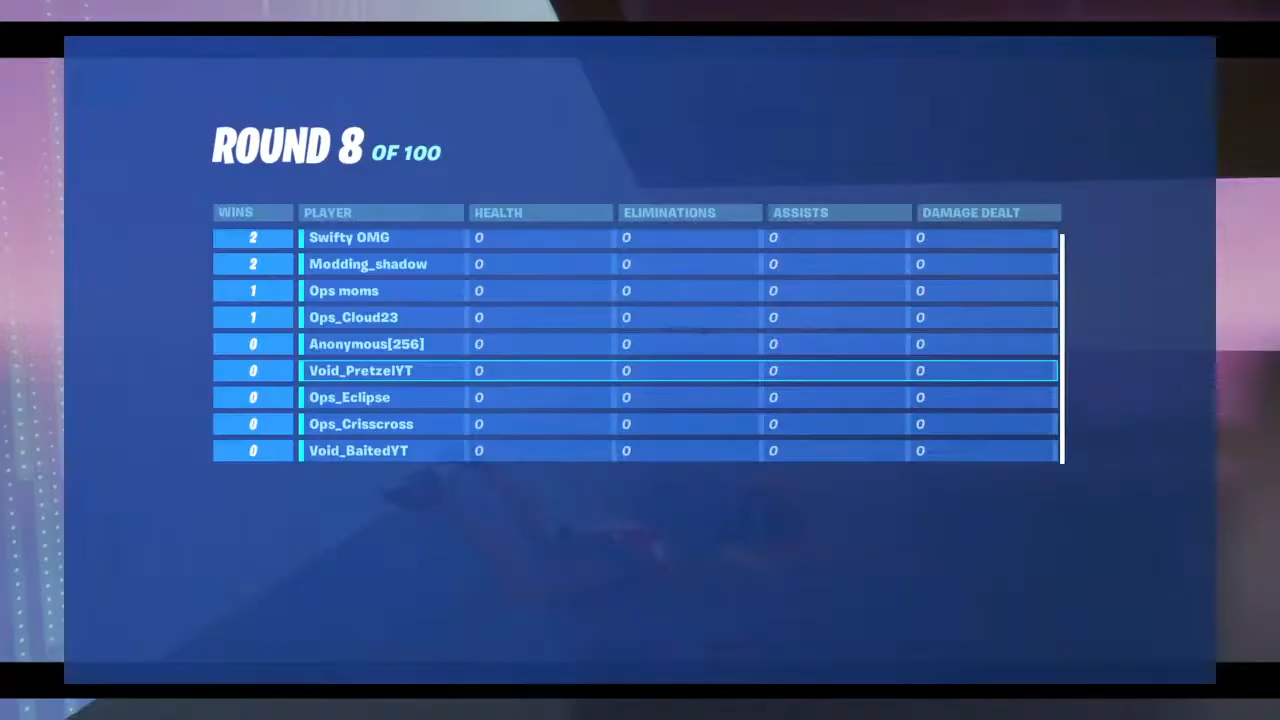 ROUND 8 OF 100
WINS PLAYER HEALTH ELIMINATIONS ASSISTS DAMAGE DEALT
2 Swifty OMG 0 0 0 0
2 Modding_shadow 0 0 0 0
1 Ops moms 0 0 0 0
1 Ops_Cloud23 0 0 0 0
0 Anonymous[256] 0 0 0 0
0 Void_PretzelYT 0 0 0 0
0 Ops_Eclipse 0 0 0 0
0 Ops_Crisscross 0 0 0 0
0 Void_BaitedYT 0 0 0 0